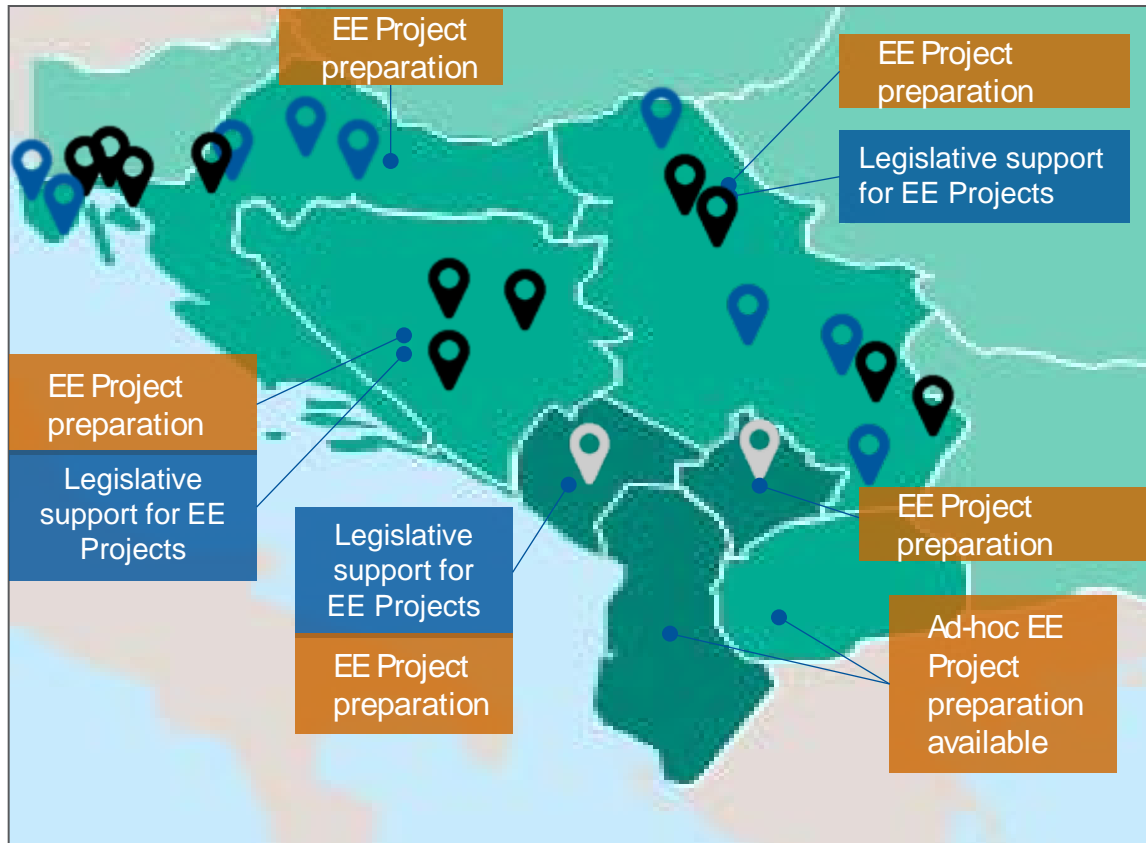 EE Project
preparation
EE Project
preparation
Legislative support
for EE Projects
EE Project
preparation
Legislative
support for EE
Projects
Legislative
support for
EE Projects
EE Project
preparation
EE Project
preparation
Ad-hoc EE
Project
preparation
available